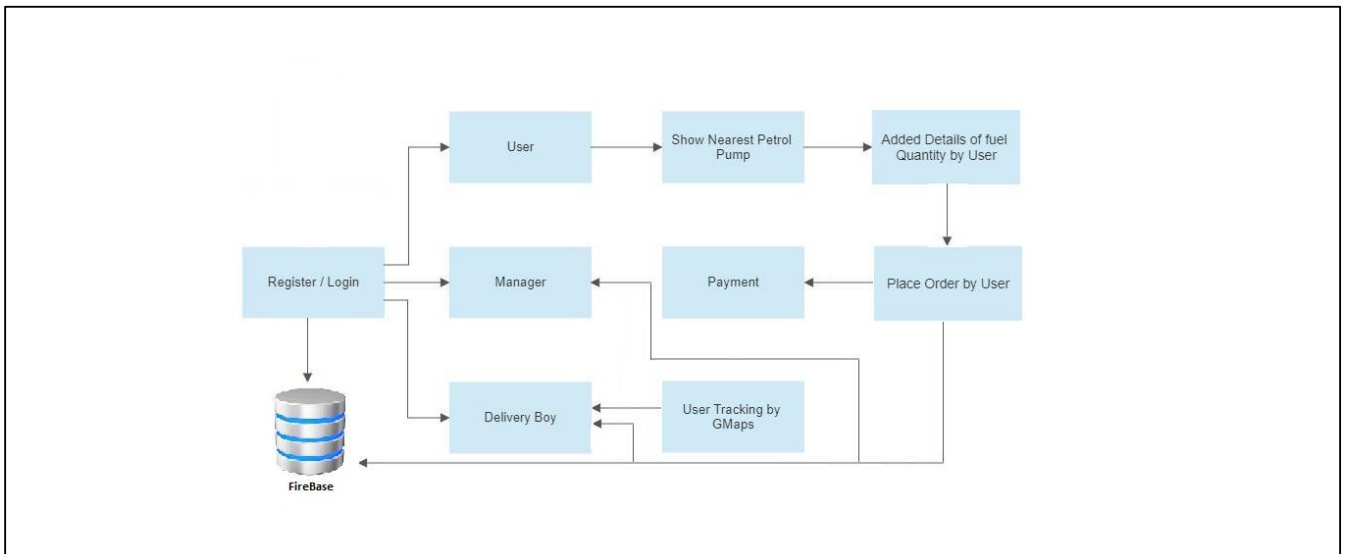 User
Show Nearest Petrol
Pump
Added Details of fuel
Quantity by User
Register / Login
Manager
Payment
Place Order by User
Delivery Boy
User Tracking by
GMaps
FireBase